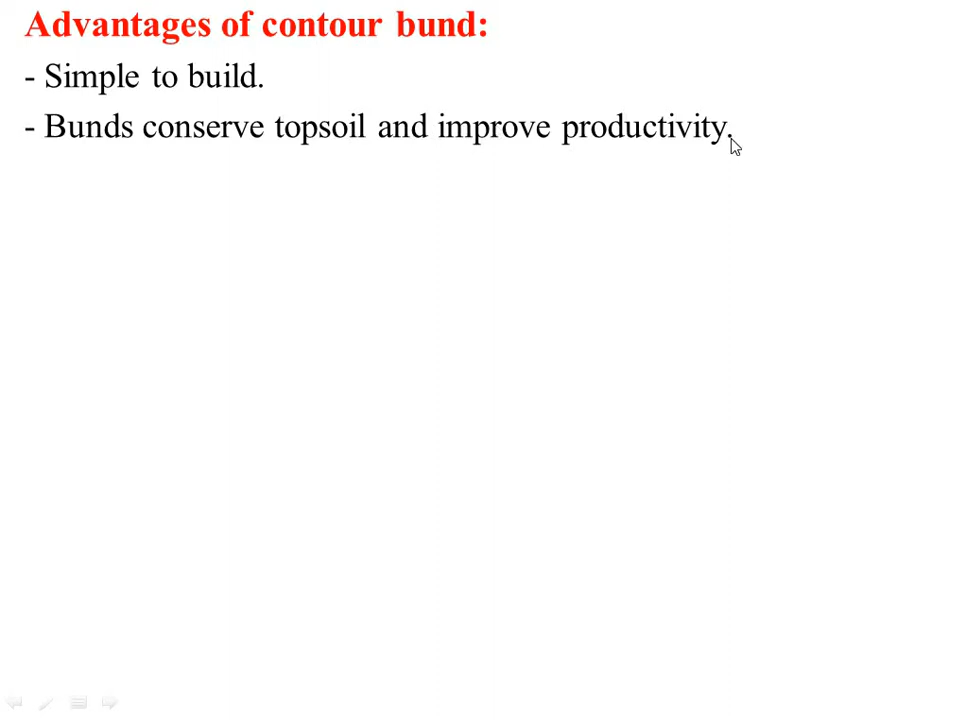 Advantages of contour bund:
- Simple to build.
- Bunds conserve topsoil and improve productivity.